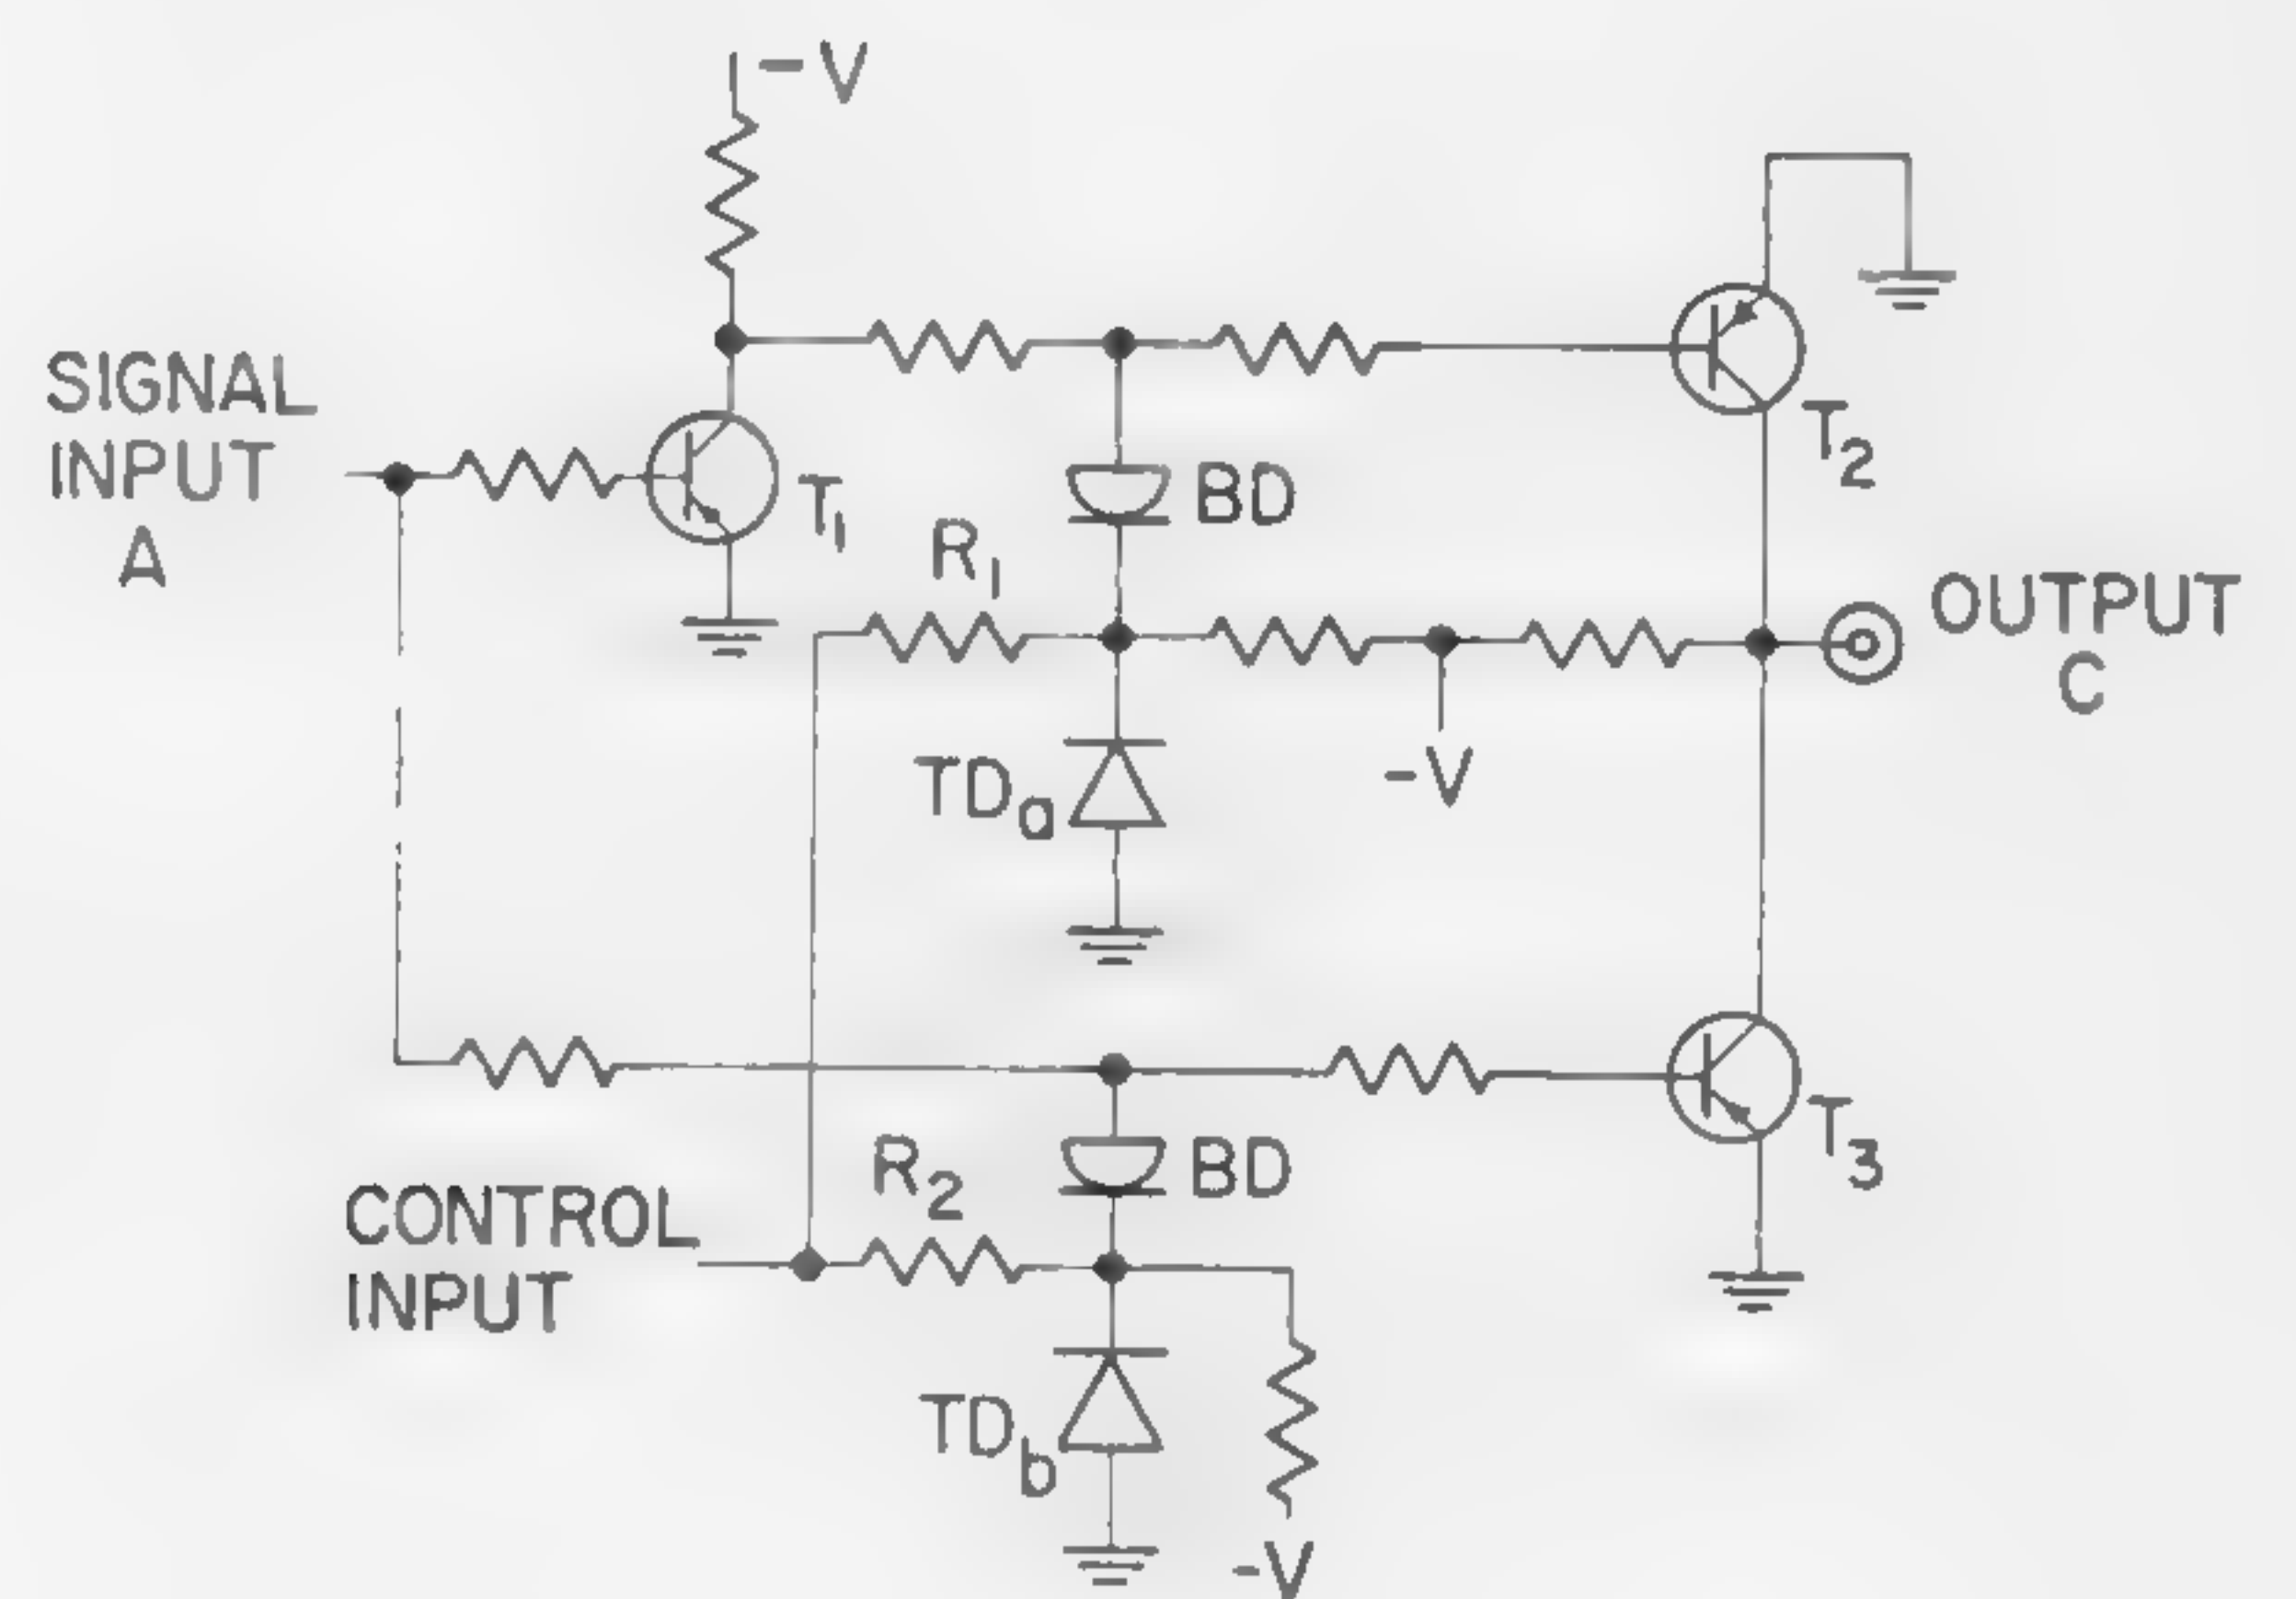 -V
SIGNAL
INPUT
A
T1
T2
BD
R1
OUTPUT
C
TDa
-V
CONTROL
INPUT
R2
BD
T3
TDb
-V